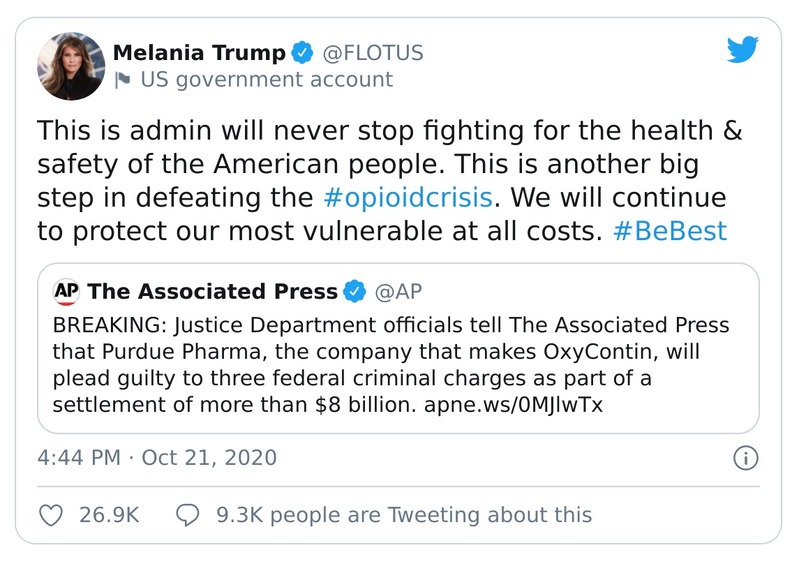 Melania Trump @FLOTUS
US government account
This is admin will never stop fighting for the health &
safety of the American people. This is another big
step in defeating the #opioidcrisis. We will continue
to protect our most vulnerable at all costs. #BeBest
AP The Associated Press @AP
BREAKING: Justice Department officials tell The Associated Press
that Purdue Pharma, the company that makes OxyContin, will
plead guilty to three federal criminal charges as part of a
settlement of more than $8 billion. apne.ws/0MJlwTx
4:44 PM · Oct 21, 2020
26.9K 9.3K people are Tweeting about this